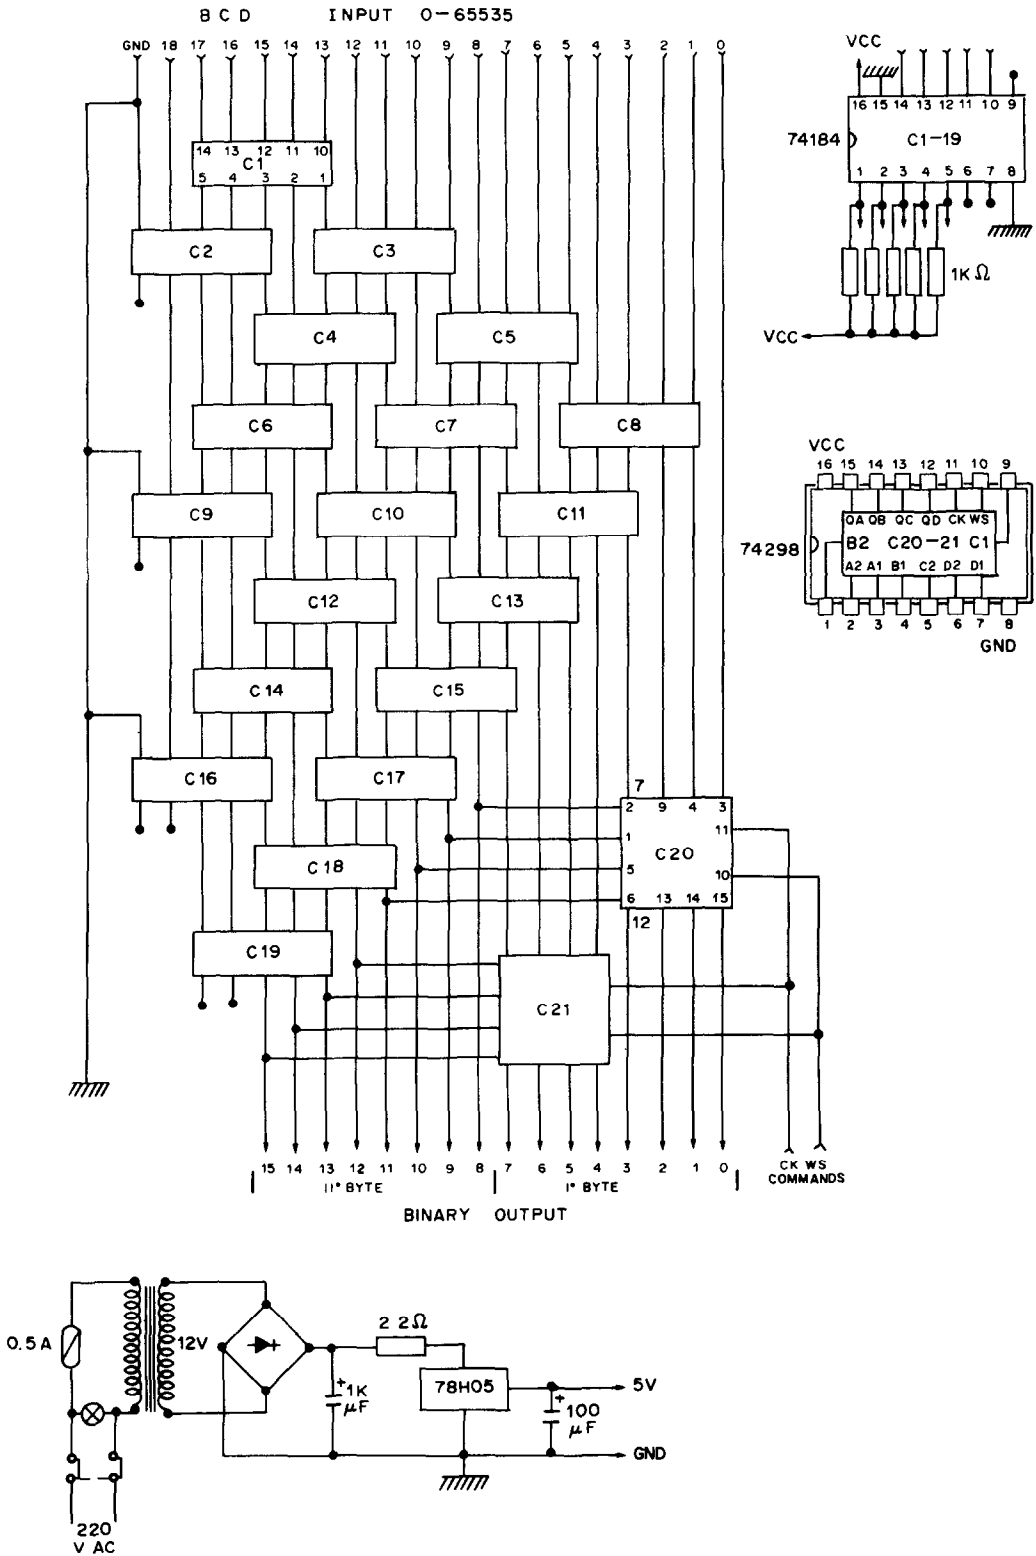 BCD INPUT 0-65535
GND 18 17 16 15 14 13 12 11 10 9 8 7 6 5 4 3 2 1 0
14 13 12 11 10
C1
5 4 3 2 1
C2
C3
C4
C5
C6
C7
C8
C9
C10
C11
C12
C13
C14
C15
C16
C17
C18
C19
7
2 9 4 3
1
11
C20
5
10
6 13 14 15
12
C21
15 14 13 12 11 10 9 8 7 6 5 4 3 2 1 0
11° BYTE
1° BYTE
CK WS
COMMANDS
BINARY OUTPUT
VCC
16 15 14 13 12 11 10 9
74184
C1-19
1 2 3 4 5 6 7 8
1K Ω
VCC
VCC
16 15 14 13 12 11 10 9
QA QB QC QD CK WS
74298
B2 C20-21 C1
A2 A1 B1 C2 D2 D1
1 2 3 4 5 6 7 8
GND
0.5A
12V
2 2Ω
78H05
+
1K
μF
+
100
μF
5V
GND
220
V AC